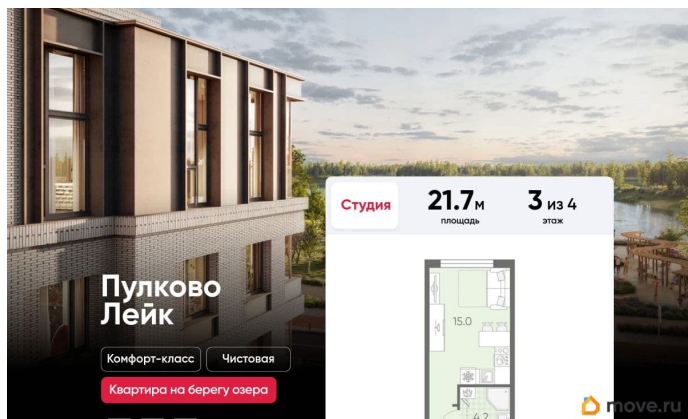 Студия
21.7м
площадь
3 из 4
этаж
15.0
4.2
Пулково
Лейк
Комфорт-класс
Чистовая
Квартира на берегу озера
move.ru